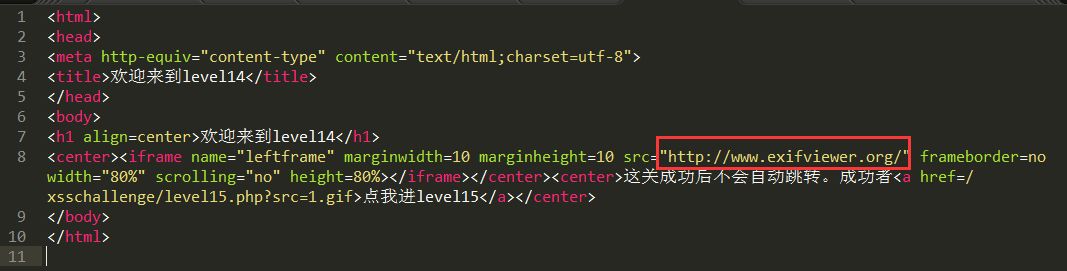 1 <html>
2 <head>
3 <meta http-equiv="content-type" content="text/html;charset=utf-8">
4 <title>欢迎来到level14</title>
5 </head>
6 <body>
7 <h1 align=center>欢迎来到level14</h1>
8 <center><iframe name="leftframe" marginwidth=10 marginheight=10 src="http://www.exifviewer.org/" frameborder=no
width="80%" scrolling="no" height=80%></iframe></center><center>这关成功后不会自动跳转。成功者<a href=/
xsschallenge/level15.php?src=1.gif>点我进level15</a></center>
9 </body>
10 </html>
11